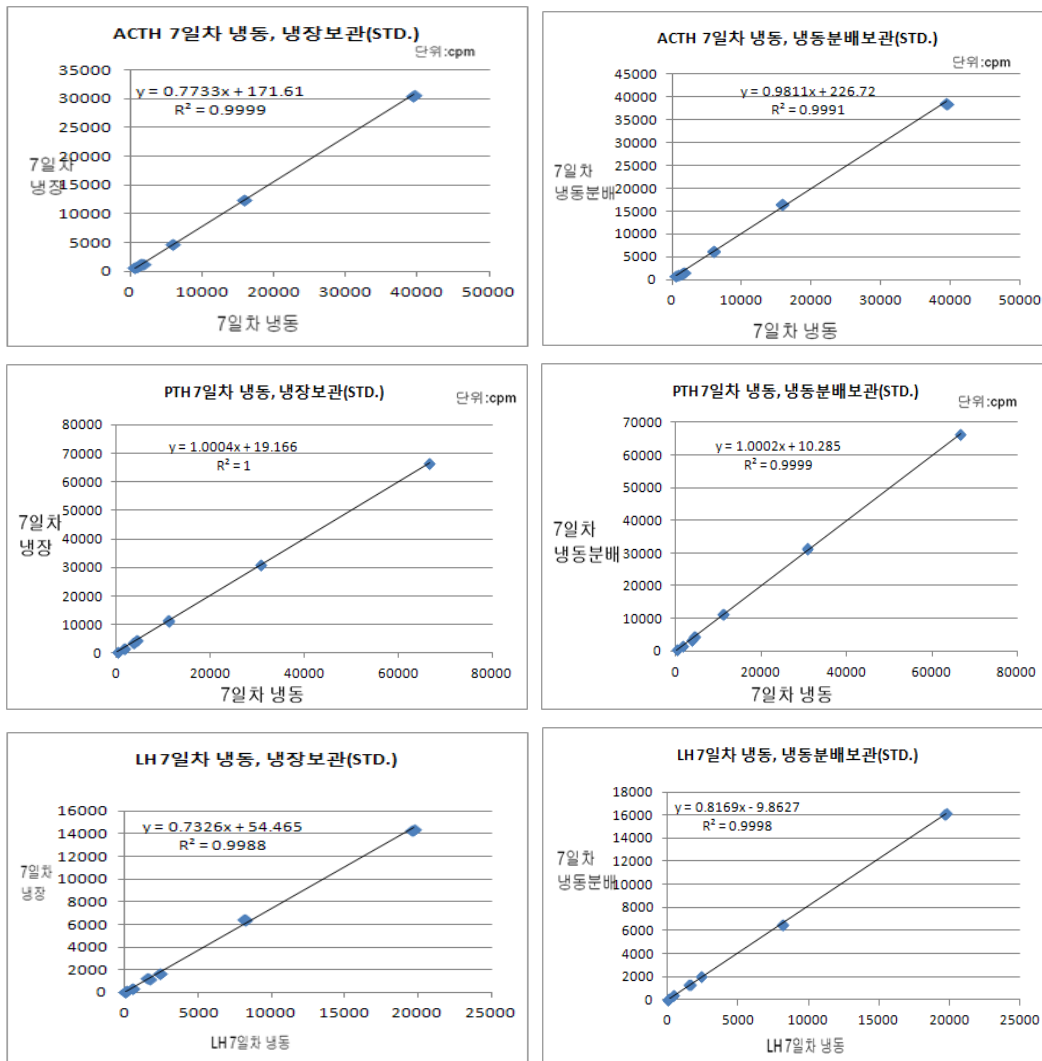 ACTH 7일차 냉동, 냉장보관(STD.)
단위:cpm
35000
30000
25000
20000
15000
10000
5000
0
y = 0.7733x + 171.61
R² = 0.9999
7일차
냉장
0 10000 20000 30000 40000 50000
7일차 냉동
ACTH 7일차 냉동, 냉동분배보관(STD.)
단위:cpm
45000
40000
35000
30000
25000
20000
15000
10000
5000
0
y = 0.9811x + 226.72
R² = 0.9991
7일차
냉동분배
0 10000 20000 30000 40000 50000
7일차 냉동
PTH 7일차 냉동, 냉장보관(STD.)
단위:cpm
80000
70000
60000
50000
40000
30000
20000
10000
0
y = 1.0004x + 19.166
R² = 1
7일차
냉장
0 20000 40000 60000 80000
7일차 냉동
PTH 7일차 냉동, 냉동분배보관(STD.)
단위:cpm
70000
60000
50000
40000
30000
20000
10000
0
y = 1.0002x + 10.285
R² = 0.9999
7일차
냉동분배
0 20000 40000 60000 80000
7일차 냉동
LH 7일차 냉동, 냉장보관(STD.)
16000
14000
12000
10000
8000
6000
4000
2000
0
y = 0.7326x + 54.465
R² = 0.9988
7일차
냉장
0 5000 10000 15000 20000 25000
LH 7일차 냉동
LH 7일차 냉동, 냉동분배보관(STD.)
18000
16000
14000
12000
10000
8000
6000
4000
2000
0
y = 0.8169x - 9.8627
R² = 0.9998
7일차
냉동분배
0 5000 10000 15000 20000 25000
LH 7일차 냉동